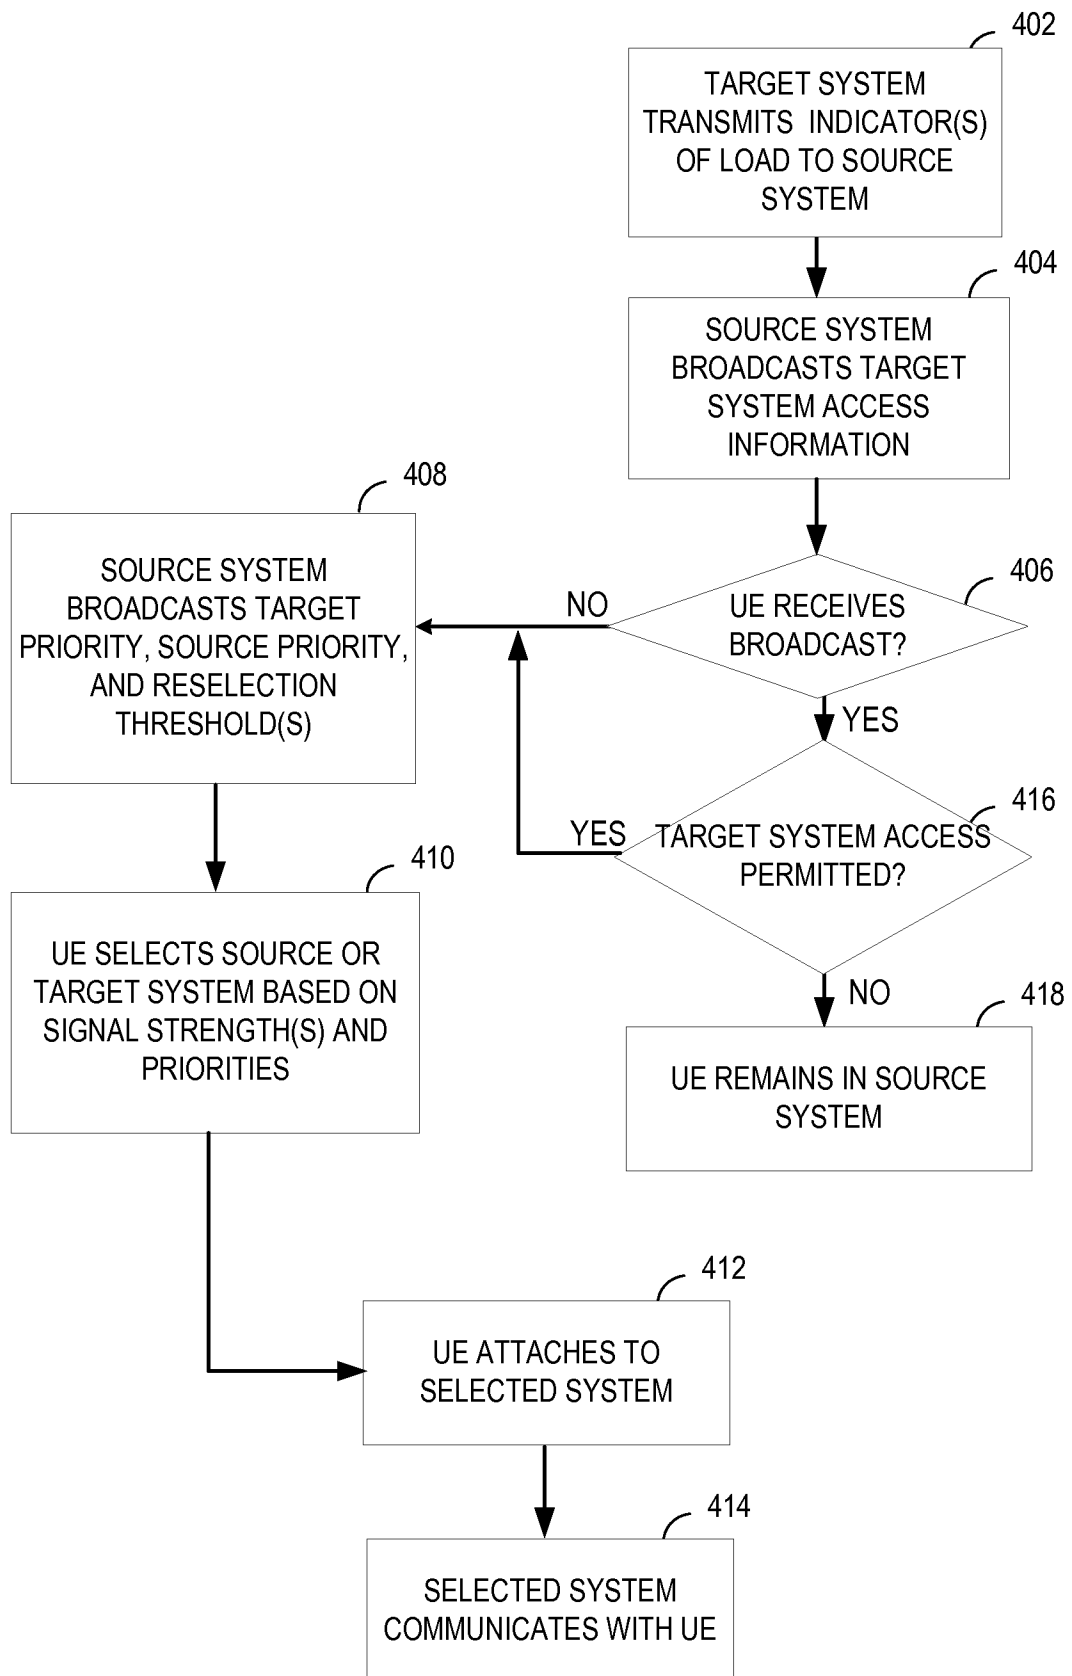 402
TARGET SYSTEM
TRANSMITS INDICATOR(S)
OF LOAD TO SOURCE
SYSTEM
404
SOURCE SYSTEM
BROADCASTS TARGET
SYSTEM ACCESS
INFORMATION
406
UE RECEIVES
BROADCAST?
NO
YES
408
SOURCE SYSTEM
BROADCASTS TARGET
PRIORITY, SOURCE PRIORITY,
AND RESELECTION
THRESHOLD(S)
416
TARGET SYSTEM ACCESS
PERMITTED?
YES
NO
410
UE SELECTS SOURCE OR
TARGET SYSTEM BASED ON
SIGNAL STRENGTH(S) AND
PRIORITIES
418
UE REMAINS IN SOURCE
SYSTEM
412
UE ATTACHES TO
SELECTED SYSTEM
414
SELECTED SYSTEM
COMMUNICATES WITH UE